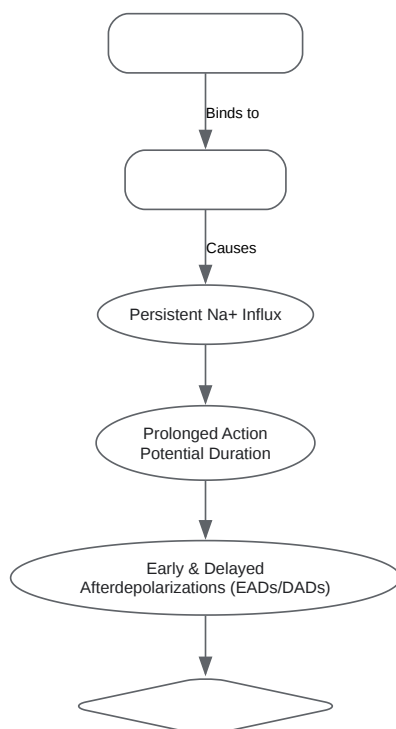 Binds to
Causes
Persistent Na+ Influx
Prolonged Action
Potential Duration
Early & Delayed
Afterdepolarizations (EADs/DADs)